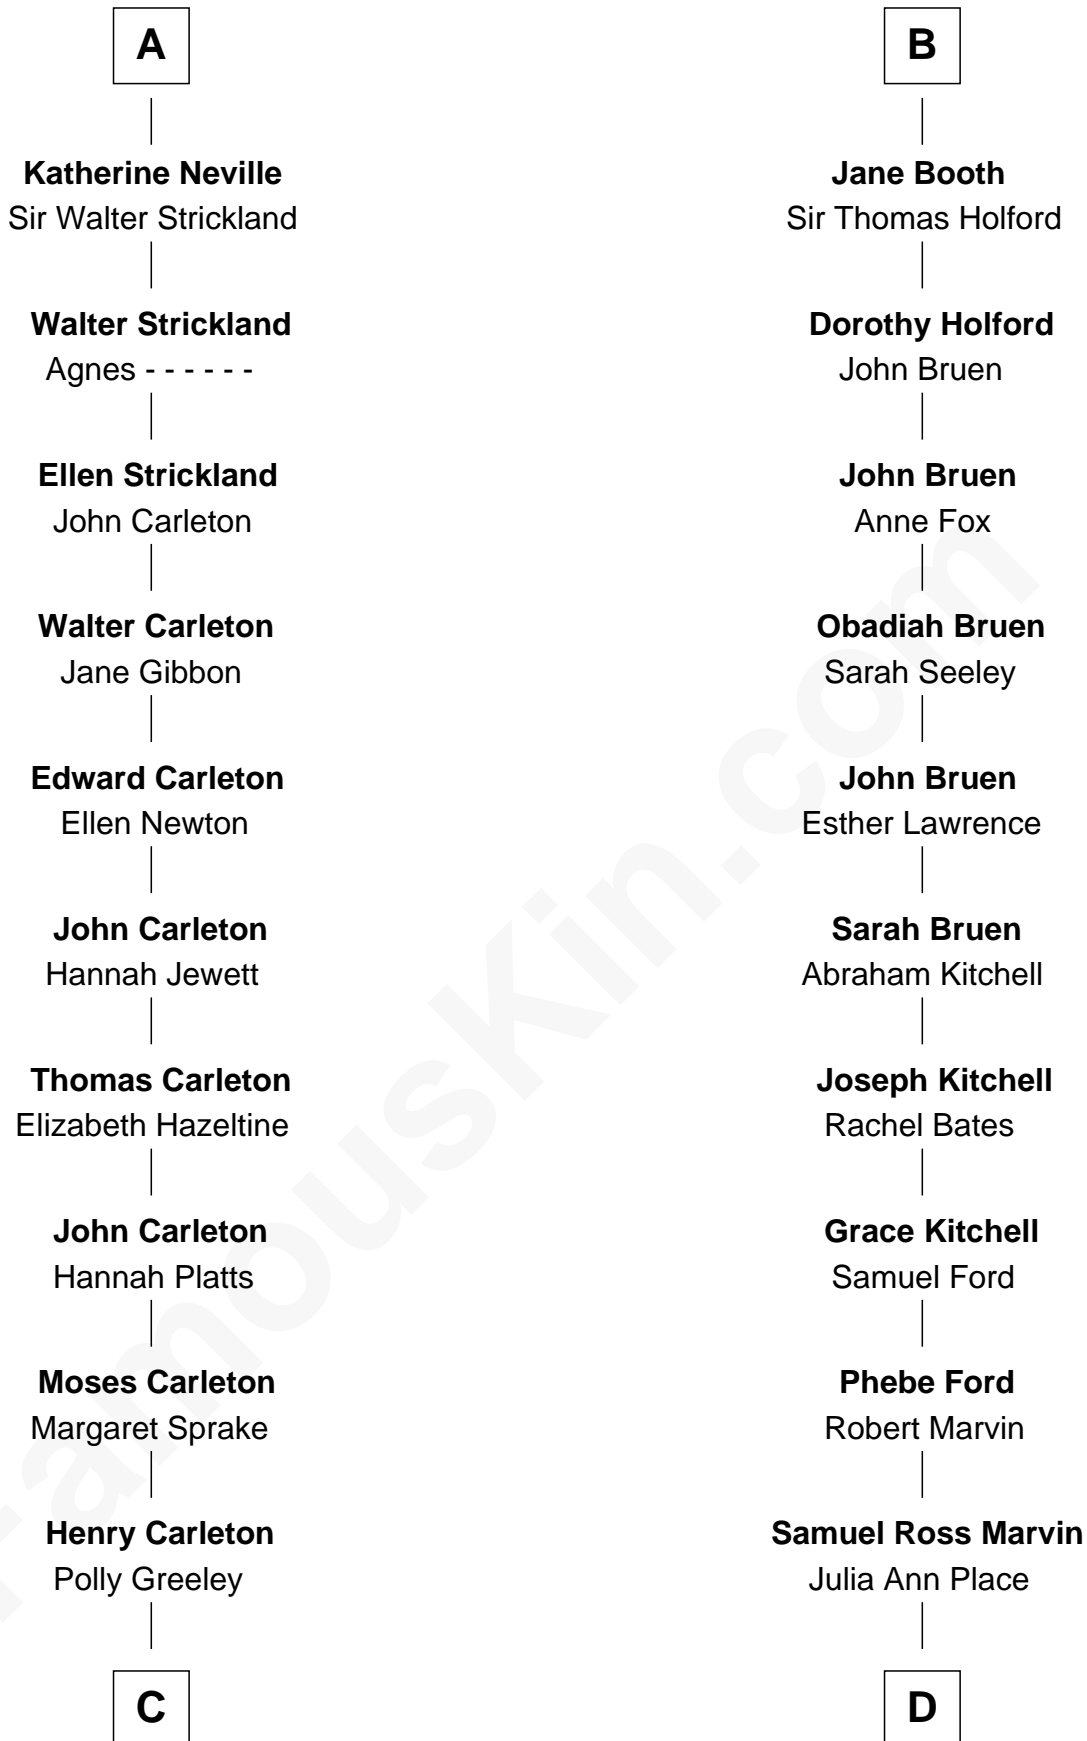 A
Katherine Neville
Sir Walter Strickland
Walter Strickland
Agnes - - - - - -
Ellen Strickland
John Carleton
Walter Carleton
Jane Gibbon
Edward Carleton
Ellen Newton
John Carleton
Hannah Jewett
Thomas Carleton
Elizabeth Hazeltine
John Carleton
Hannah Platts
Moses Carleton
Margaret Sprake
Henry Carleton
Polly Greeley
C
B
Jane Booth
Sir Thomas Holford
Dorothy Holford
John Bruen
John Bruen
Anne Fox
Obadiah Bruen
Sarah Seeley
John Bruen
Esther Lawrence
Sarah Bruen
Abraham Kitchell
Joseph Kitchell
Rachel Bates
Grace Kitchell
Samuel Ford
Phebe Ford
Robert Marvin
Samuel Ross Marvin
Julia Ann Place
D
FamousKin.com